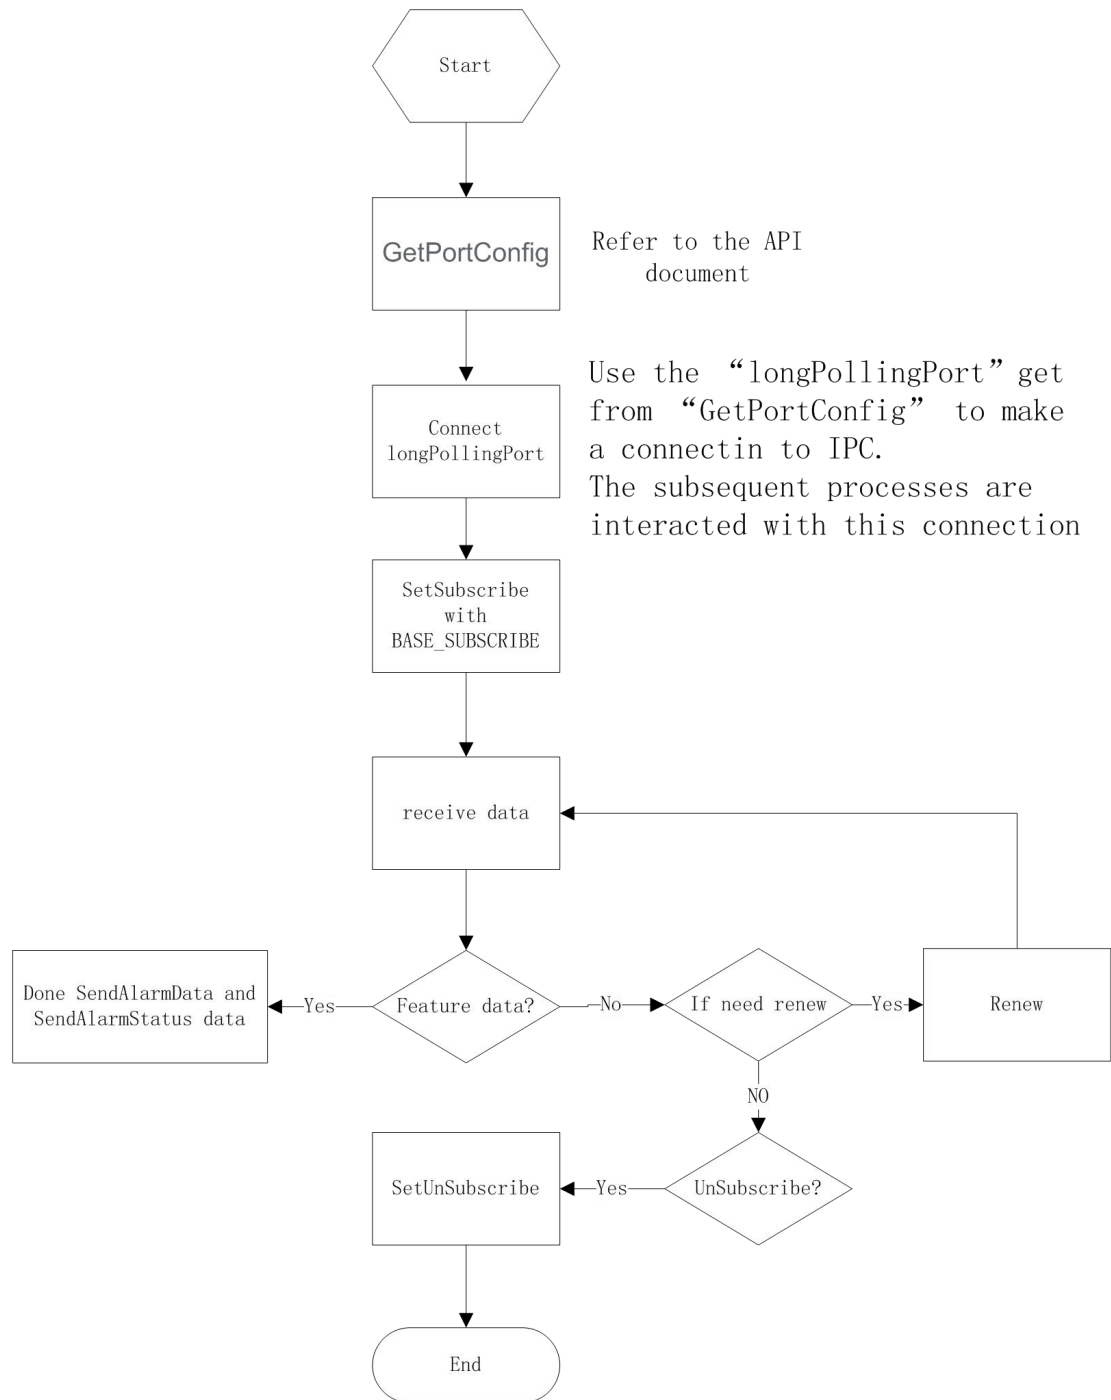 Start
GetPortConfig
Refer to the API
document
Connect
longPollingPort
Use the “longPollingPort” get
from “GetPortConfig” to make
a connectin to IPC.
The subsequent processes are
interacted with this connection
SetSubscribe
with
BASE_SUBSCRIBE
receive data
Done SendAlarmData and
SendAlarmStatus data
Yes
Feature data?
No
If need renew
Yes
Renew
NO
SetUnSubscribe
Yes
UnSubscribe?
End